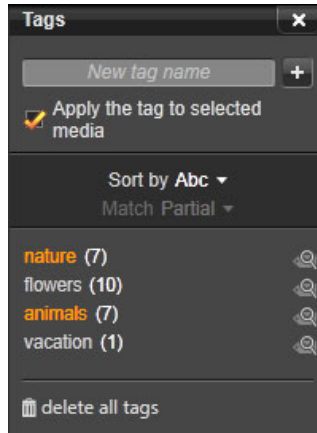 Tags
New tag name
Apply the tag to selected
media
Sort by Abc
Match Partial
nature (7)
flowers (10)
animals (7)
vacation (1)
delete all tags